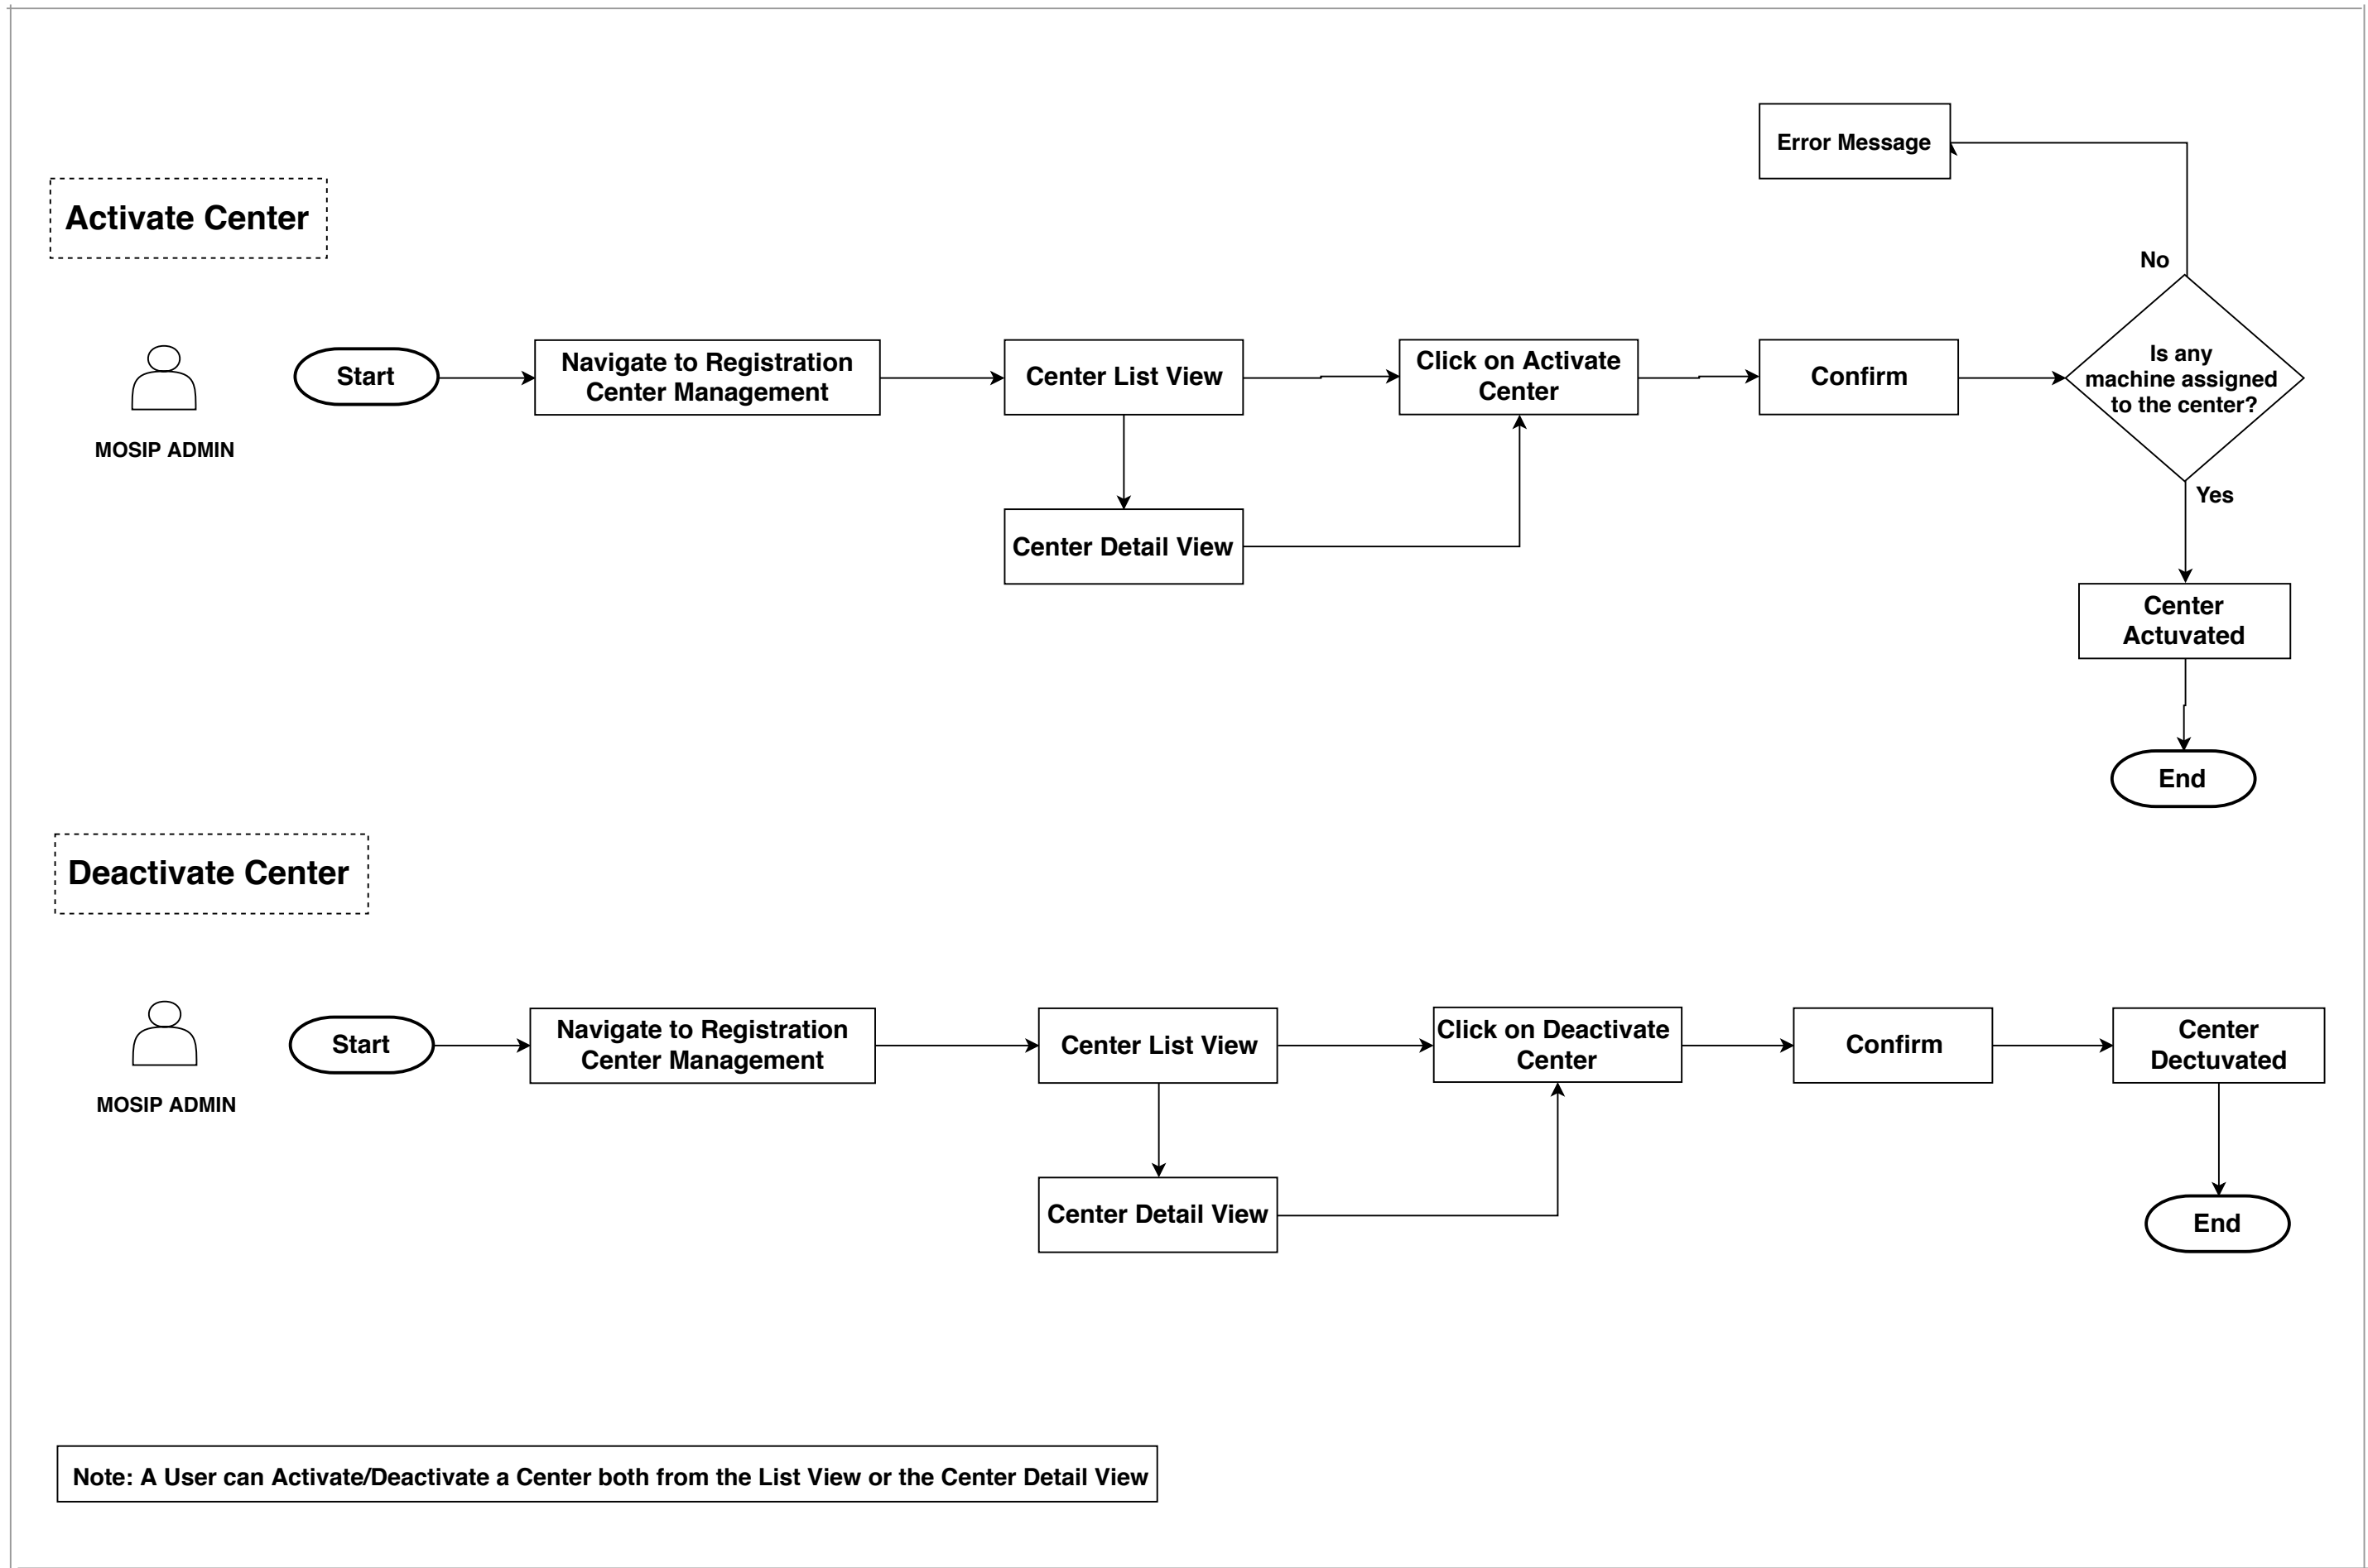 Error Message
Activate Center
No
Start
Navigate to Registration
Center Management
Center List View
Click on Activate
Center
Confirm
Is any
machine assigned
to the center?
MOSIP ADMIN
Yes
Center Detail View
Center
Actuvated
End
Deactivate Center
Start
Navigate to Registration
Center Management
Center List View
Click on Deactivate
Center
Confirm
Center
Dectuvated
MOSIP ADMIN
Center Detail View
End
Note: A User can Activate/Deactivate a Center both from the List View or the Center Detail View